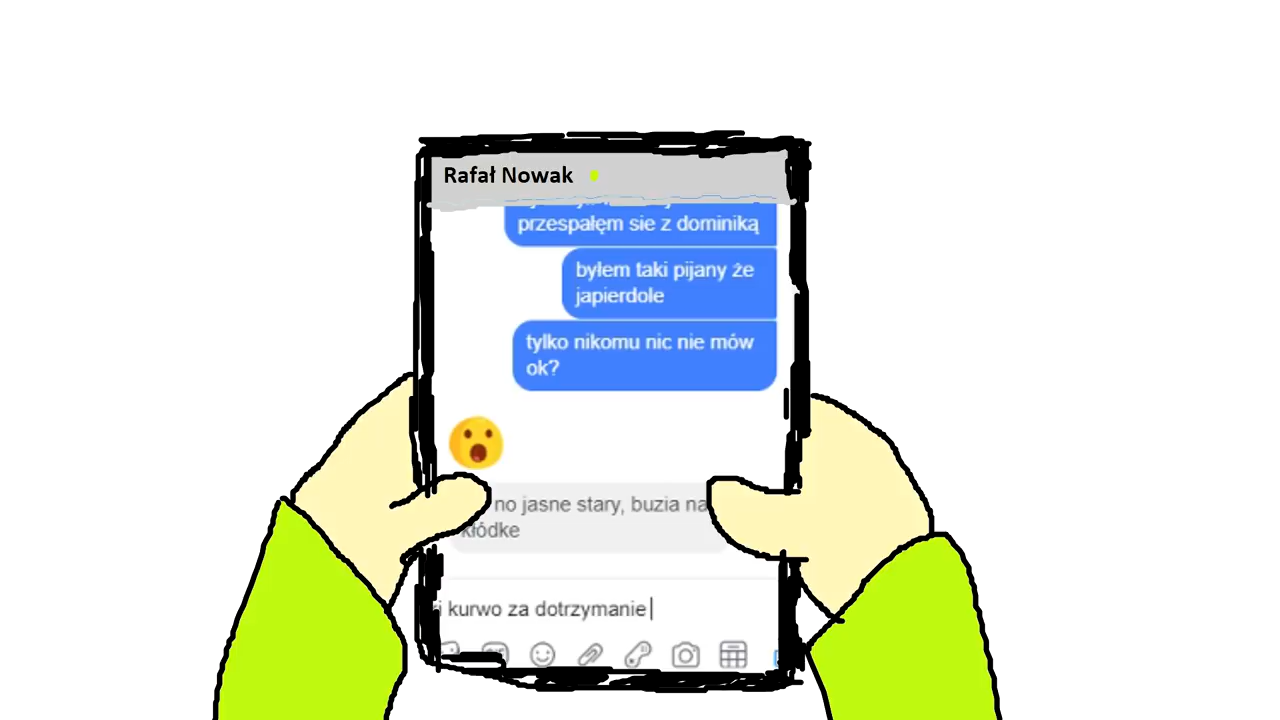 Rafał Nowak
przespałęm sie z dominiką
byłem taki pijany że
japierdole
tylko nikomu nic nie mów
ok?
no jasne stary, buzia na
kłódke
kurwo za dotrzymanie